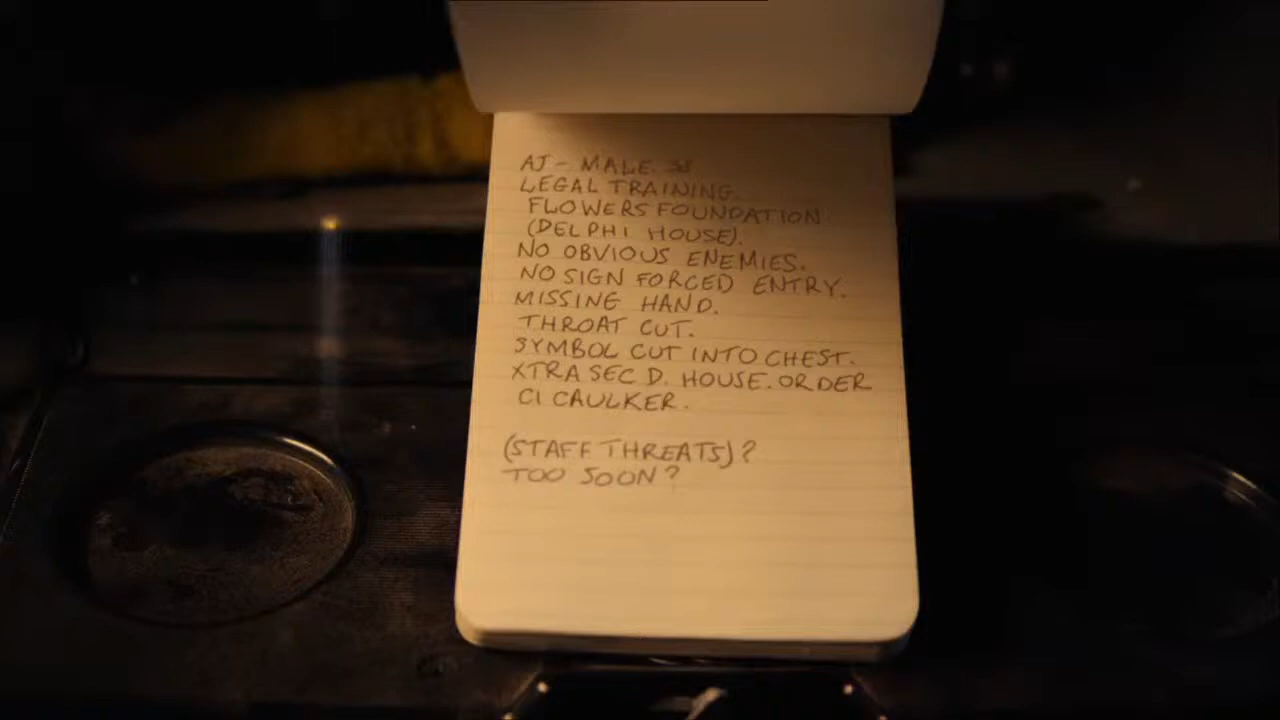 AJ - MALE. 35
LEGAL TRAINING.
FLOWERS FOUNDATION
(DELPHI HOUSE).
NO OBVIOUS ENEMIES.
NO SIGN FORCED ENTRY.
MISSING HAND.
THROAT CUT.
SYMBOL CUT INTO CHEST.
XTRA SEC D. HOUSE. ORDER
CI CAULKER.
(STAFF THREATS)?
TOO SOON?